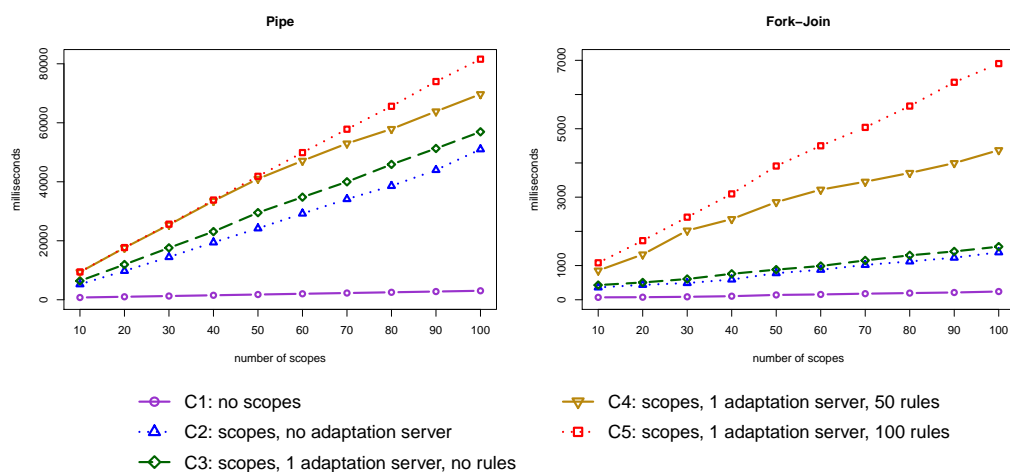 Pipe
milliseconds
80000
60000
40000
20000
0
10 20 30 40 50 60 70 80 90 100
number of scopes
Fork−Join
milliseconds
7000
5000
3000
1000
0
10 20 30 40 50 60 70 80 90 100
number of scopes
C1: no scopes
C2: scopes, no adaptation server
C3: scopes, 1 adaptation server, no rules
C4: scopes, 1 adaptation server, 50 rules
C5: scopes, 1 adaptation server, 100 rules